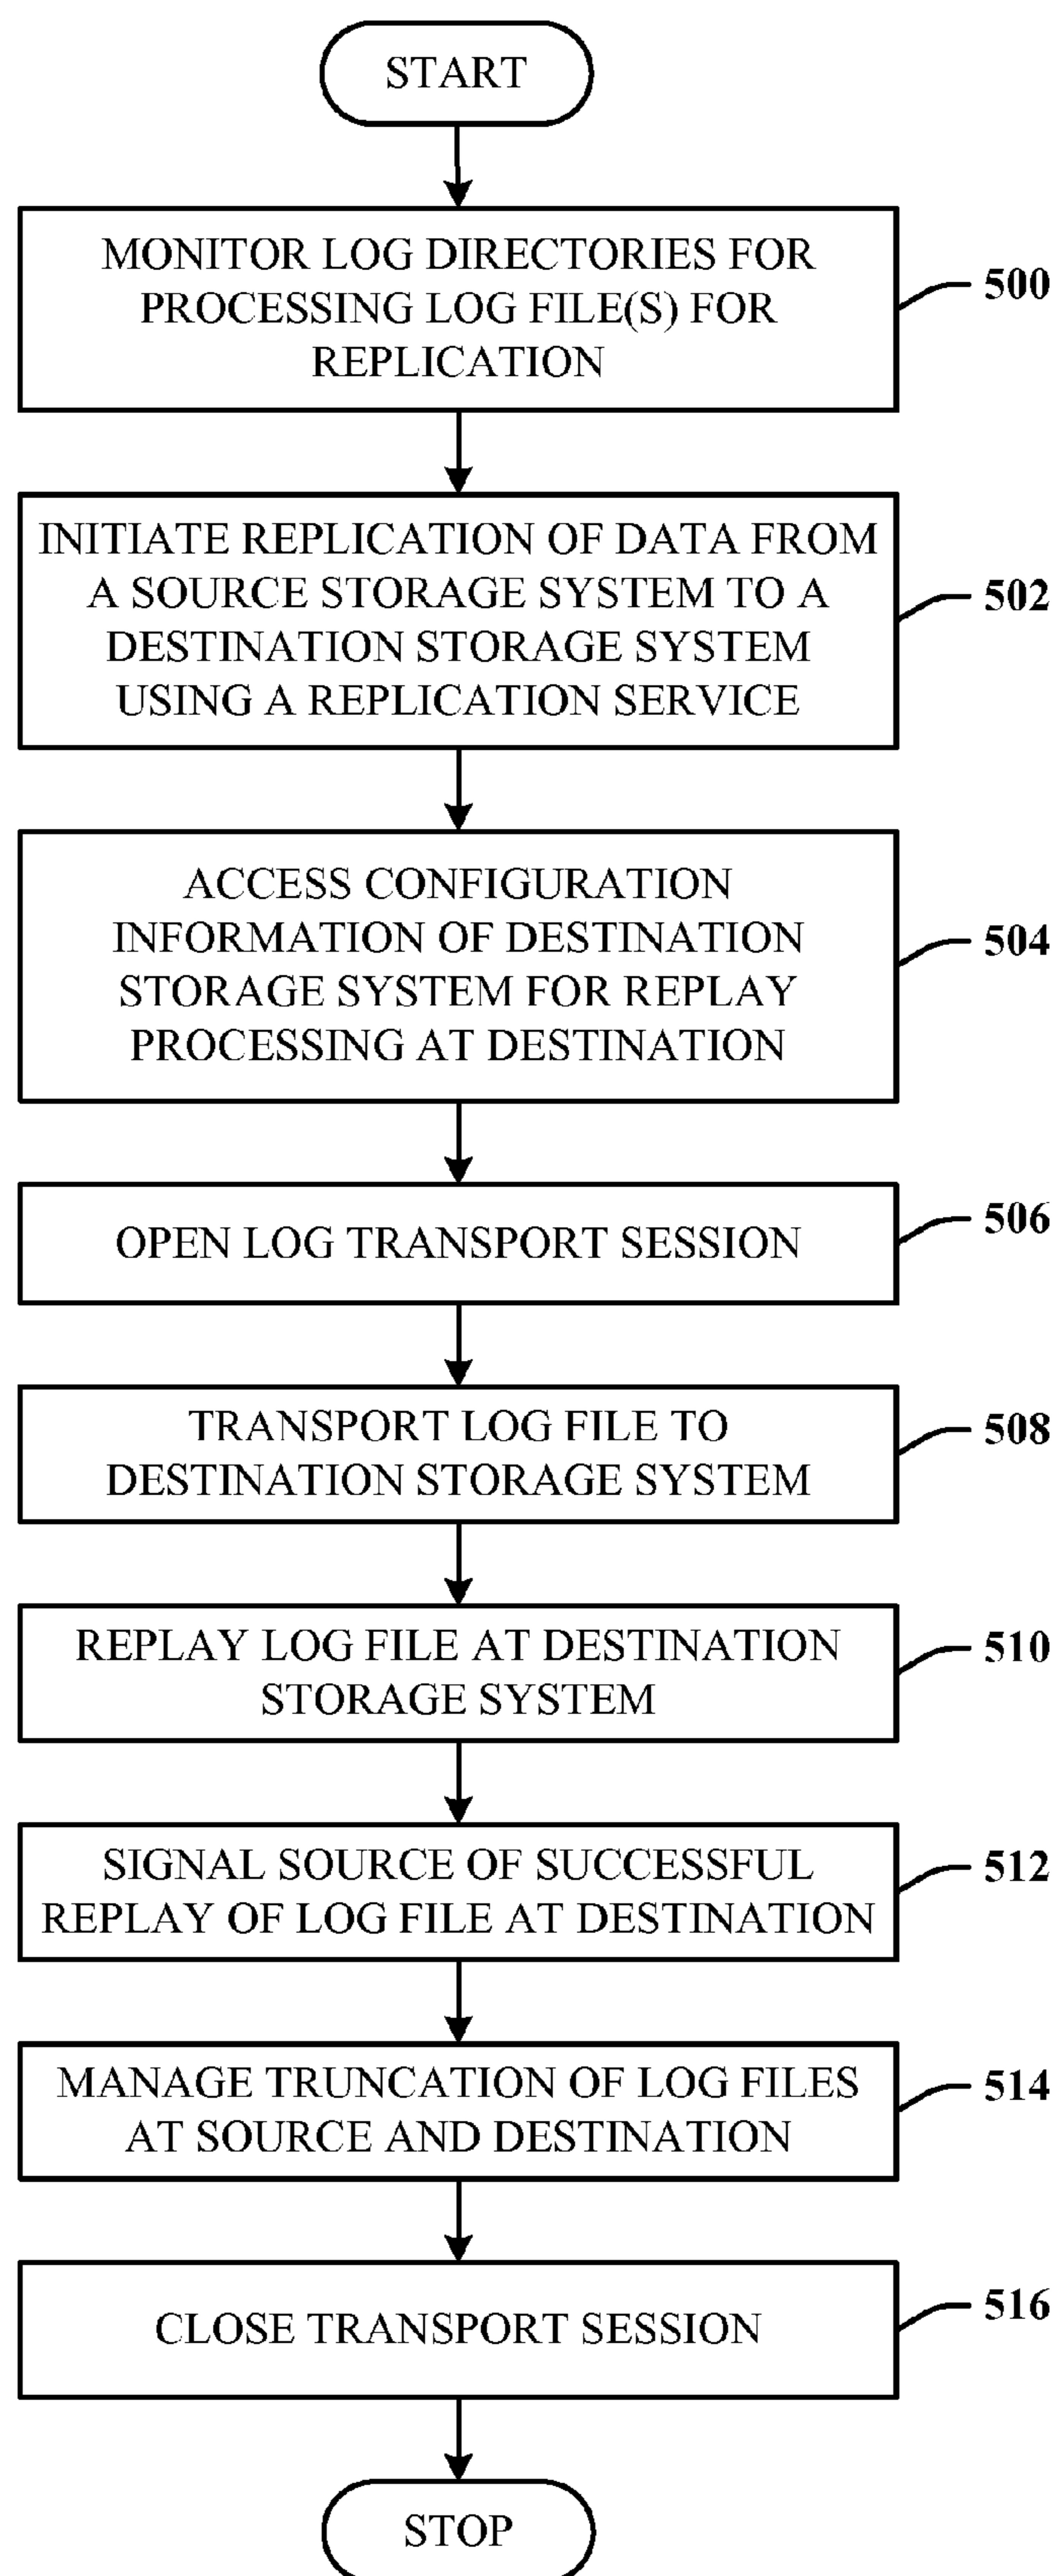 START
MONITOR LOG DIRECTORIES FOR
PROCESSING LOG FILE(S) FOR
REPLICATION
500
INITIATE REPLICATION OF DATA FROM
A SOURCE STORAGE SYSTEM TO A
DESTINATION STORAGE SYSTEM
USING A REPLICATION SERVICE
502
ACCESS CONFIGURATION
INFORMATION OF DESTINATION
STORAGE SYSTEM FOR REPLAY
PROCESSING AT DESTINATION
504
OPEN LOG TRANSPORT SESSION
506
TRANSPORT LOG FILE TO
DESTINATION STORAGE SYSTEM
508
REPLAY LOG FILE AT DESTINATION
STORAGE SYSTEM
510
SIGNAL SOURCE OF SUCCESSFUL
REPLAY OF LOG FILE AT DESTINATION
512
MANAGE TRUNCATION OF LOG FILES
AT SOURCE AND DESTINATION
514
CLOSE TRANSPORT SESSION
516
STOP